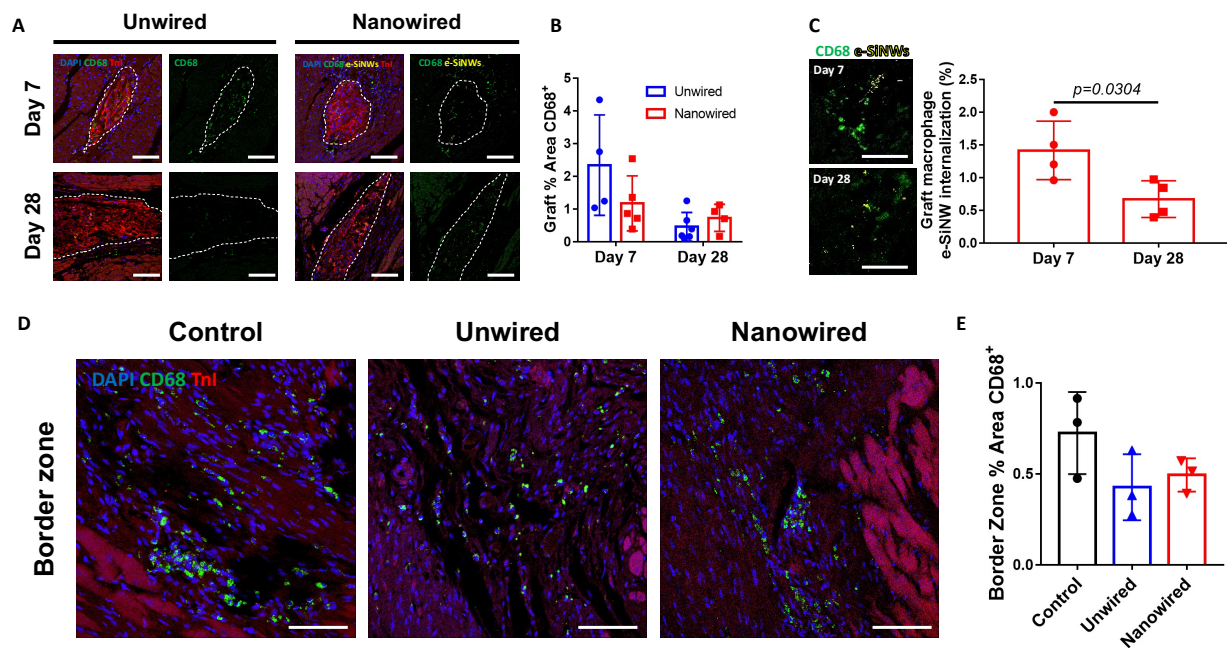 A
Unwired
Nanowired
DAPI CD68 TnI
CD68
DAPI CD68 e-SiNWs TnI
CD68 e-SiNWs
Day 7
Day 28
B
Graft % Area CD68+
5
4
3
2
1
0
Unwired
Nanowired
Day 7
Day 28
C
CD68 e-SiNWs
Day 7
Day 28
Graft macrophage
e-SiNW internalization (%)
2.5
2.0
1.5
1.0
0.5
0.0
p=0.0304
Day 7
Day 28
D
Control
Unwired
Nanowired
Border zone
DAPI CD68 TnI
E
Border Zone % Area CD68+
1.0
0.5
0.0
Control
Unwired
Nanowired